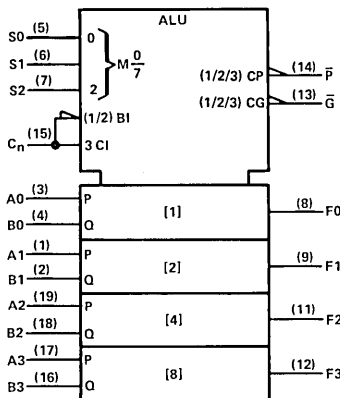 ALU
S0 (5) 0
S1 (6) M 0/7
S2 (7) 2
(1/2/3) CP (14) P̅
(1/2/3) CG (13) G̅
(1/2) BI
Cn (15) 3 CI
A0 (3) P
B0 (4) Q
[1] (8) F0
A1 (1) P
B1 (2) Q
[2] (9) F1
A2 (19) P
B2 (18) Q
[4] (11) F2
A3 (17) P
B3 (16) Q
[8] (12) F3